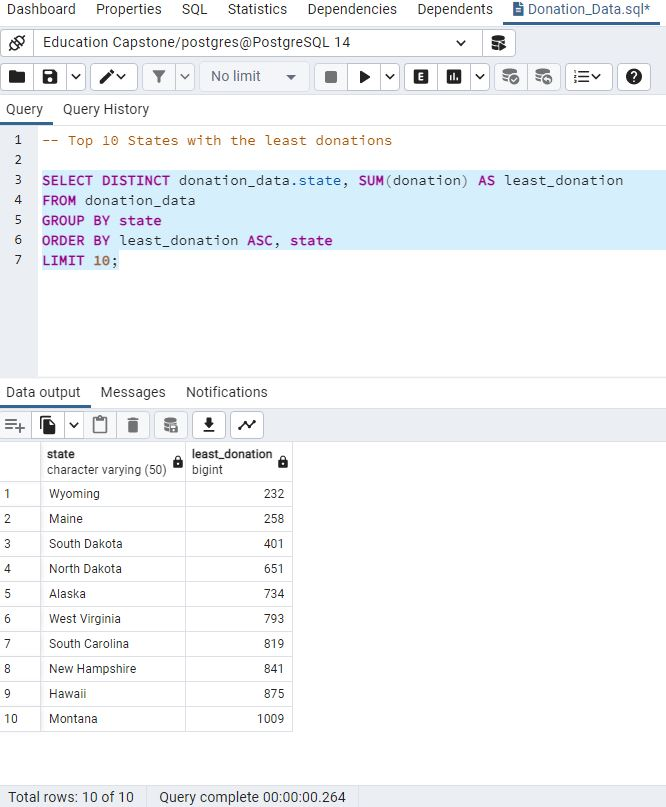 Dashboard Properties SQL Statistics Dependencies Dependents Donation_Data.sql*
Education Capstone/postgres@PostgreSQL 14
No limit E
Query Query History
1 -- Top 10 States with the least donations
2
3 SELECT DISTINCT donation_data.state, SUM(donation) AS least_donation
4 FROM donation_data
5 GROUP BY state
6 ORDER BY least_donation ASC, state
7 LIMIT 10;
Data output Messages Notifications
state least_donation
character varying (50) bigint
1 Wyoming 232
2 Maine 258
3 South Dakota 401
4 North Dakota 651
5 Alaska 734
6 West Virginia 793
7 South Carolina 819
8 New Hampshire 841
9 Hawaii 875
10 Montana 1009
Total rows: 10 of 10 Query complete 00:00:00.264